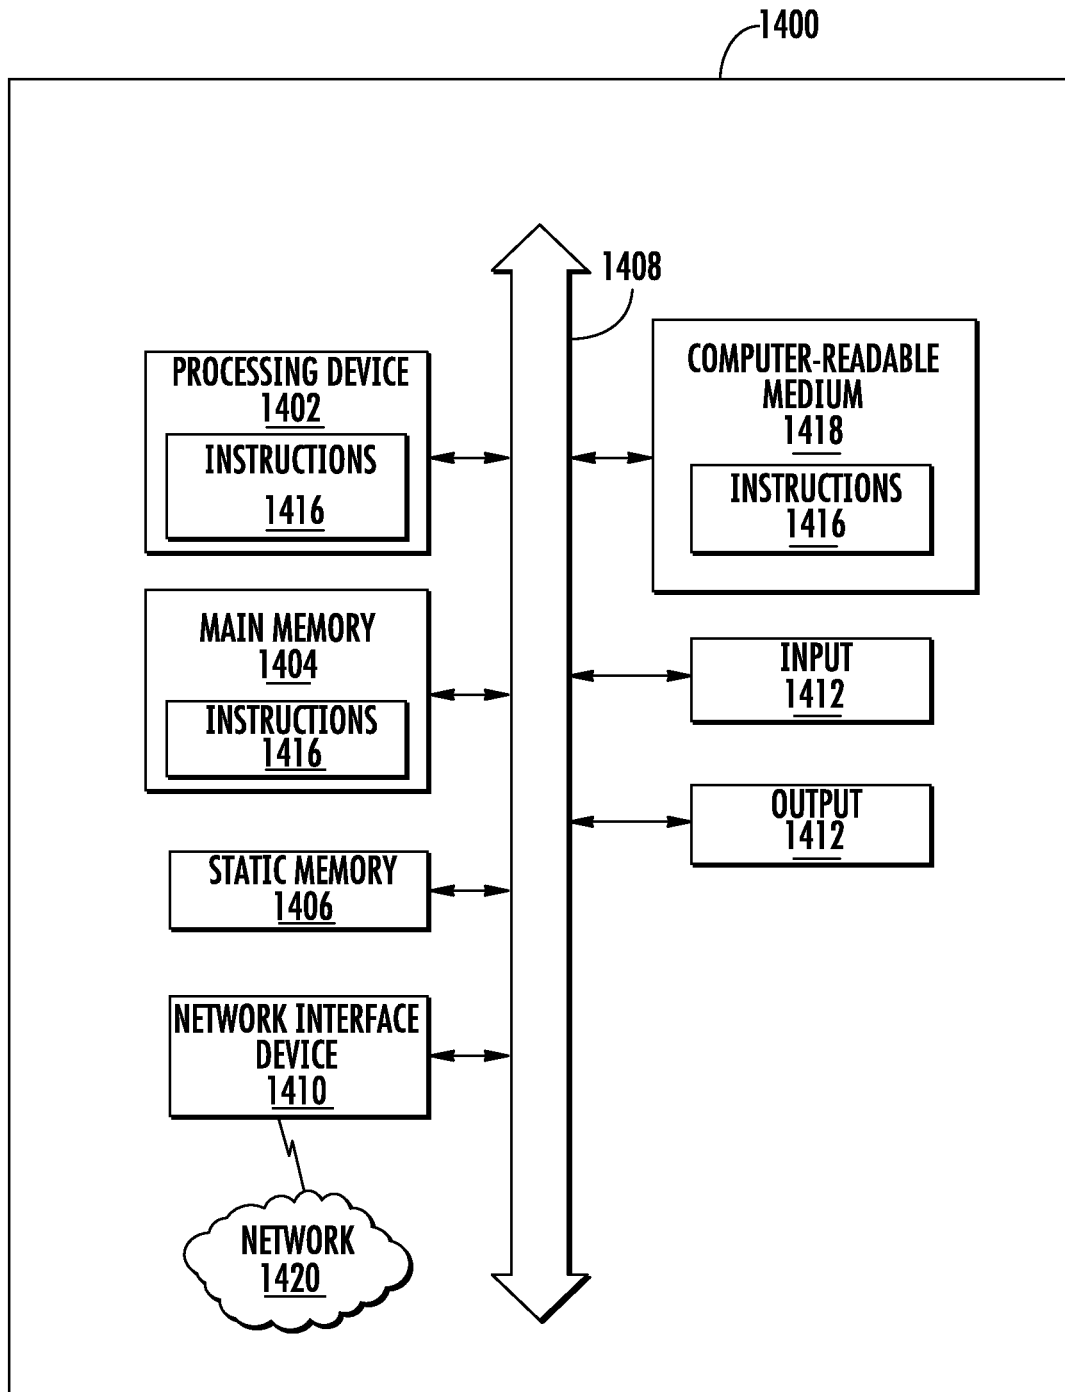 1400
1408
PROCESSING DEVICE
1402
INSTRUCTIONS
1416
MAIN MEMORY
1404
INSTRUCTIONS
1416
STATIC MEMORY
1406
NETWORK INTERFACE
DEVICE
1410
NETWORK
1420
COMPUTER-READABLE
MEDIUM
1418
INSTRUCTIONS
1416
INPUT
1412
OUTPUT
1412